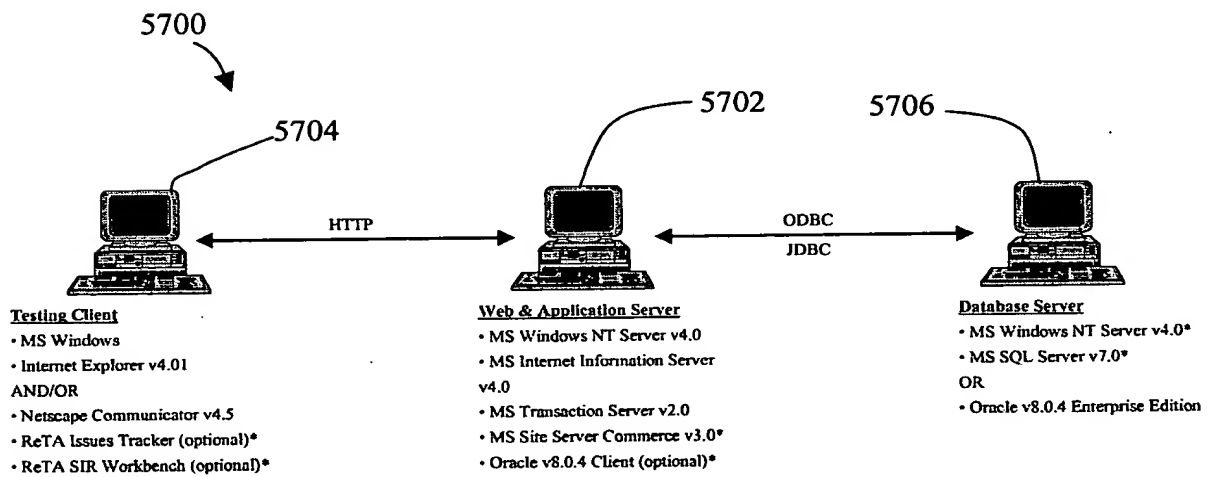 5700
5704
5702
5706
HTTP
ODBC
JDBC
Testing Client
• MS Windows
• Internet Explorer v4.01
AND/OR
• Netscape Communicator v4.5
• ReTA Issues Tracker (optional)*
• ReTA SIR Workbench (optional)*
Web & Application Server
• MS Windows NT Server v4.0
• MS Internet Information Server
v4.0
• MS Transaction Server v2.0
• MS Site Server Commerce v3.0*
• Oracle v8.0.4 Client (optional)*
Database Server
• MS Windows NT Server v4.0*
• MS SQL Server v7.0*
OR
• Oracle v8.0.4 Enterprise Edition